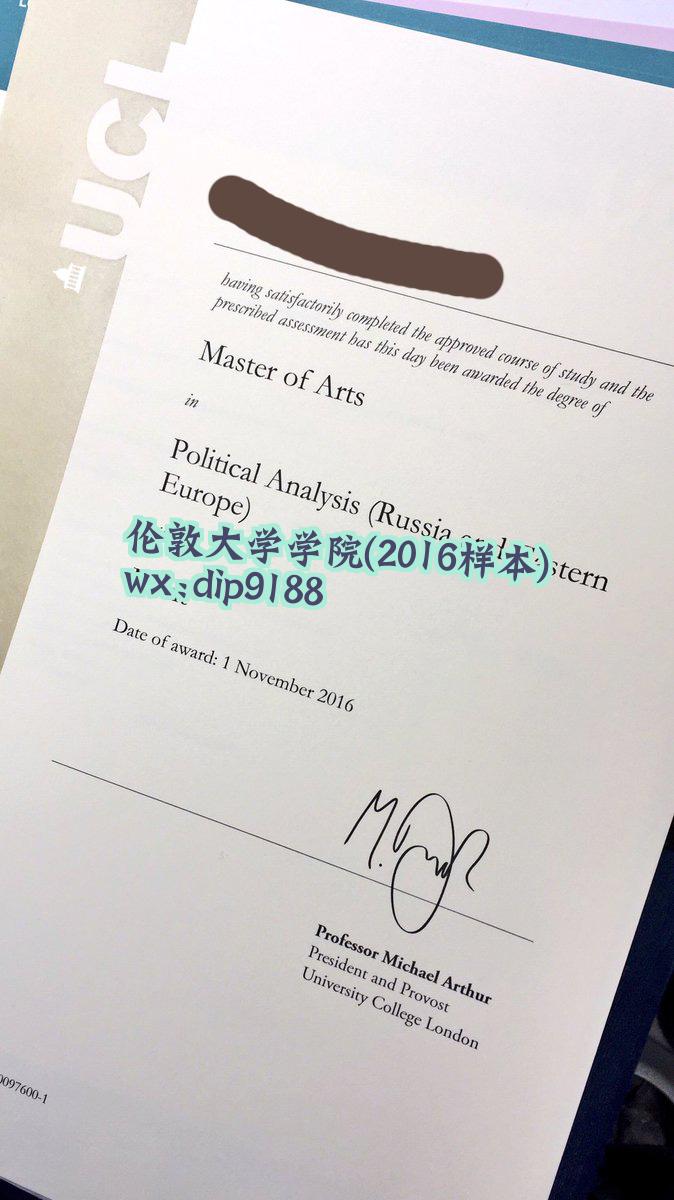 UCL
having satisfactorily completed the approved course of study and the
prescribed assessment has this day been awarded the degree of
Master of Arts
in
Political Analysis (Russia and Eastern
Europe)
伦敦大学学院(2016样本)
wx:dip9188
Date of award: 1 November 2016
Professor Michael Arthur
President and Provost
University College London
0097600-1